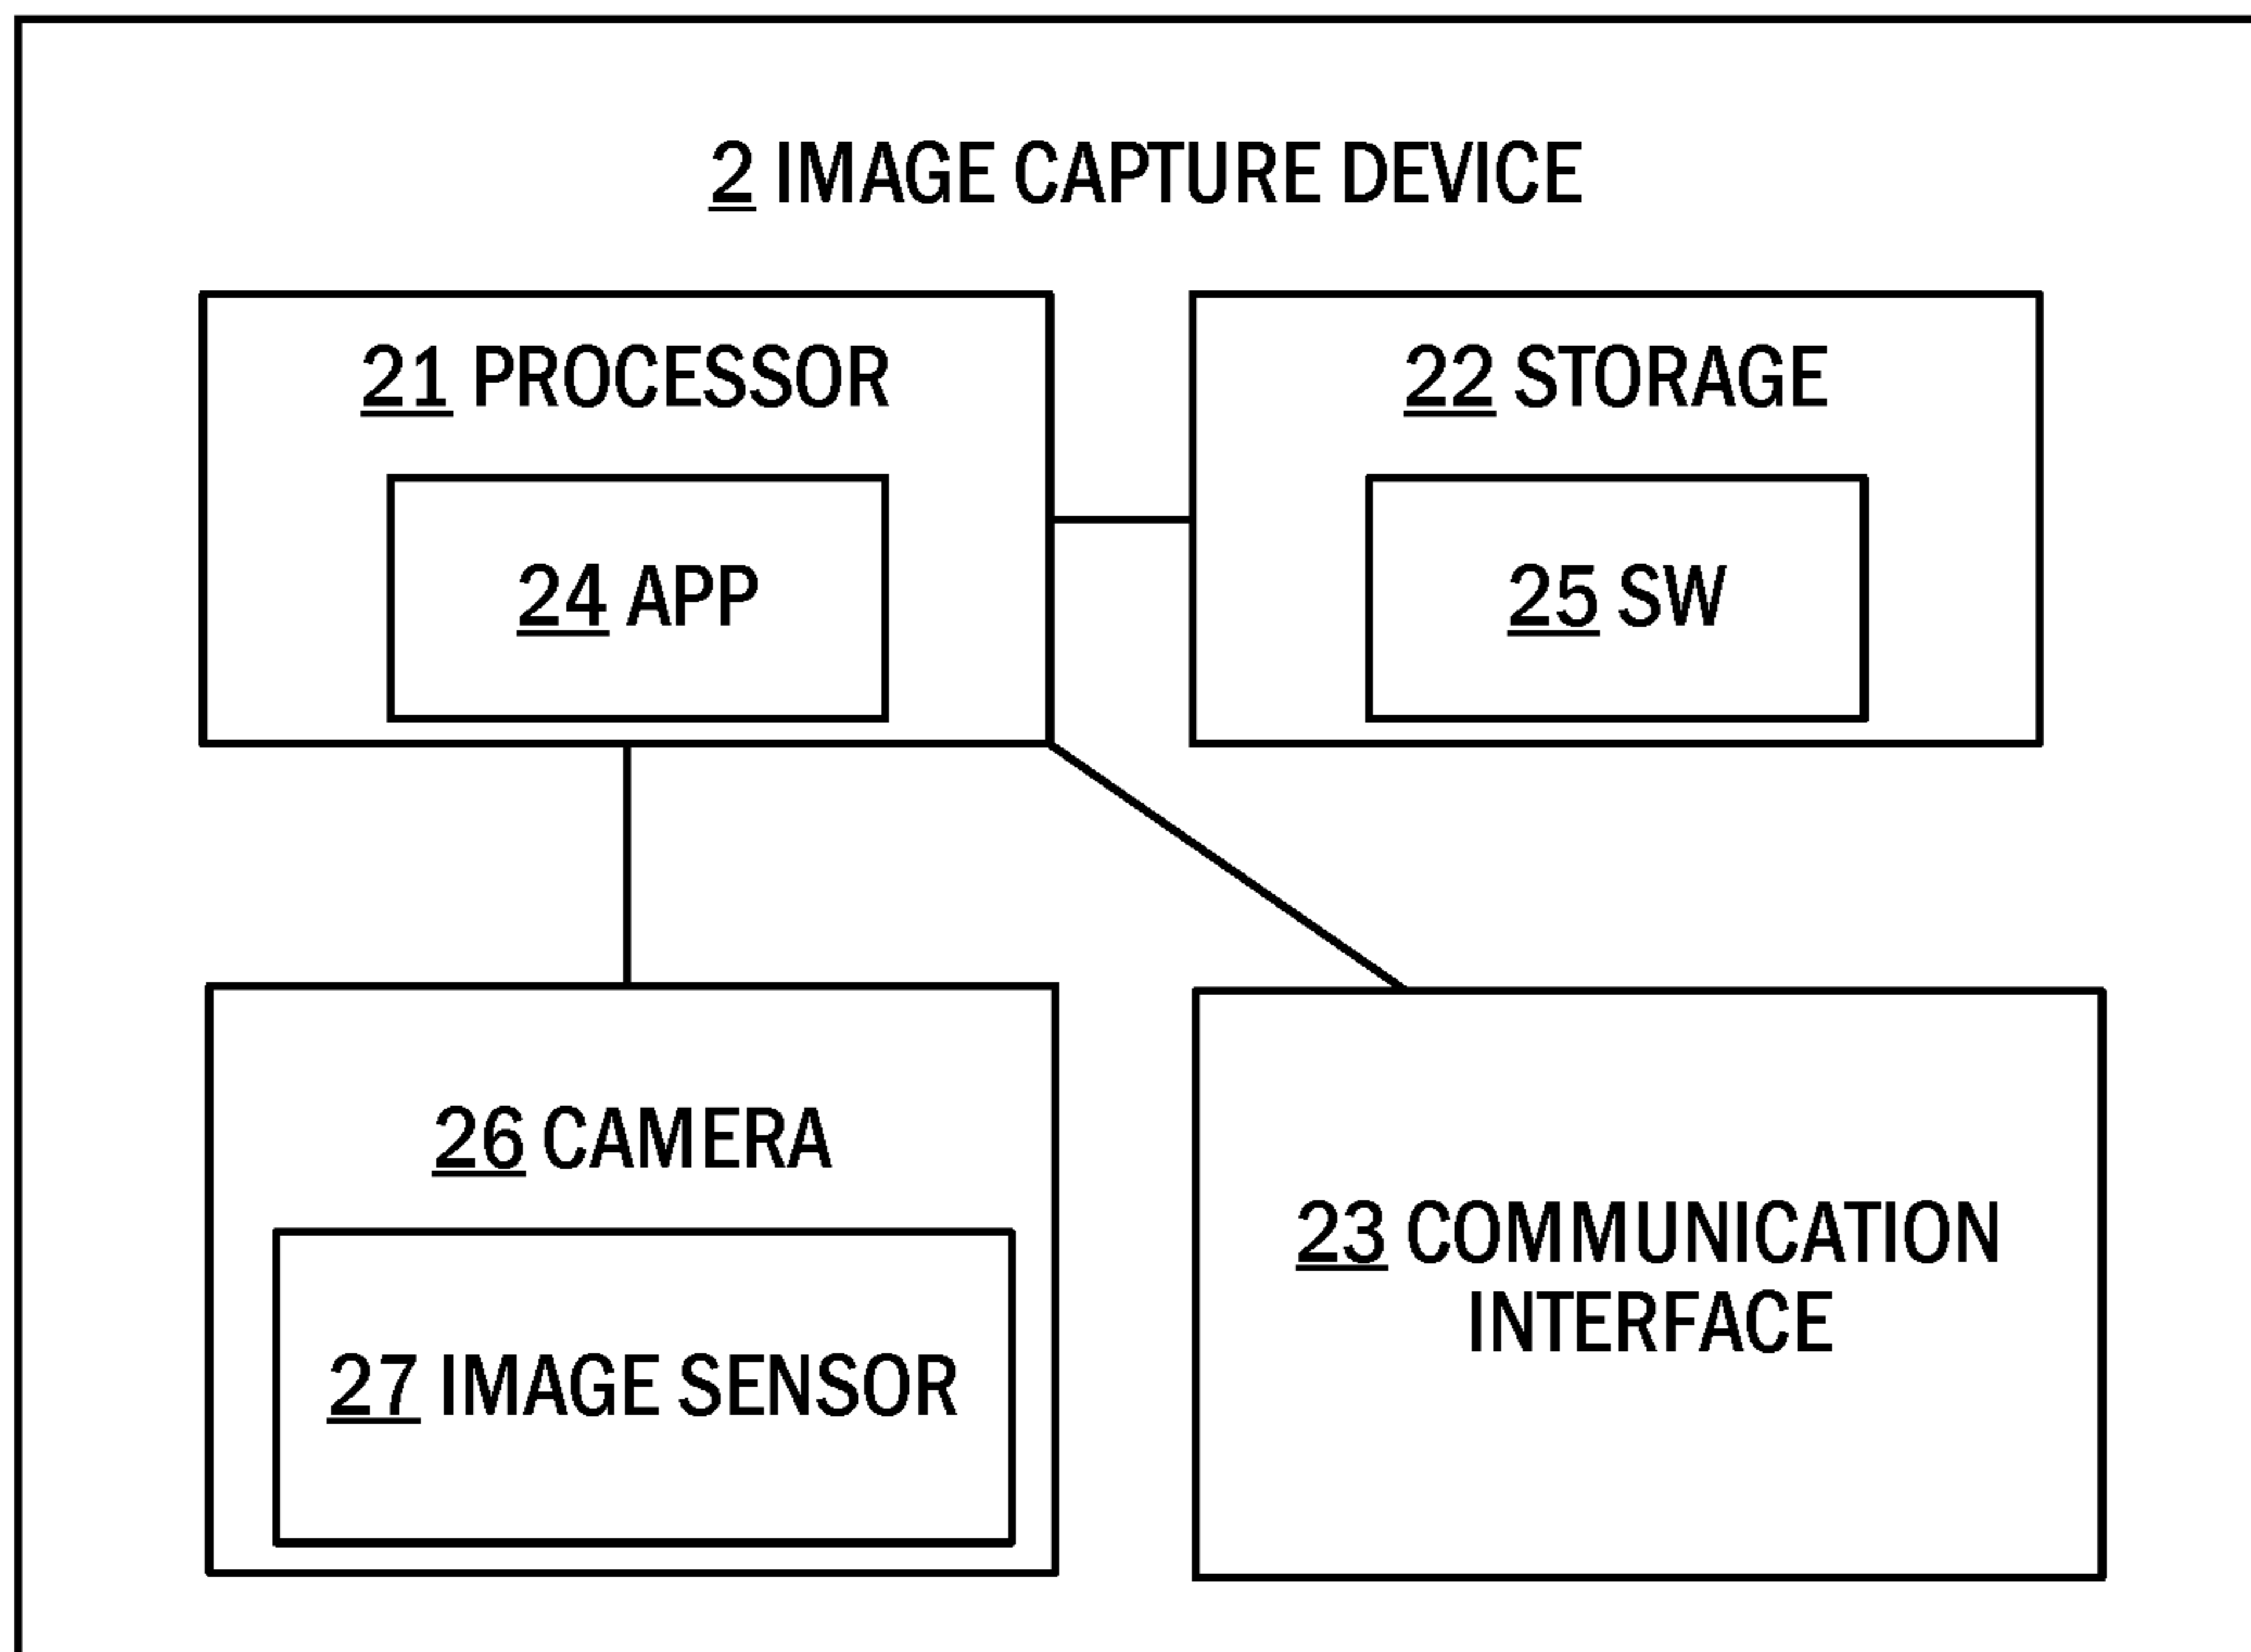 2 IMAGE CAPTURE DEVICE
21 PROCESSOR
24 APP
22 STORAGE
25 SW
26 CAMERA
27 IMAGE SENSOR
23 COMMUNICATION
INTERFACE